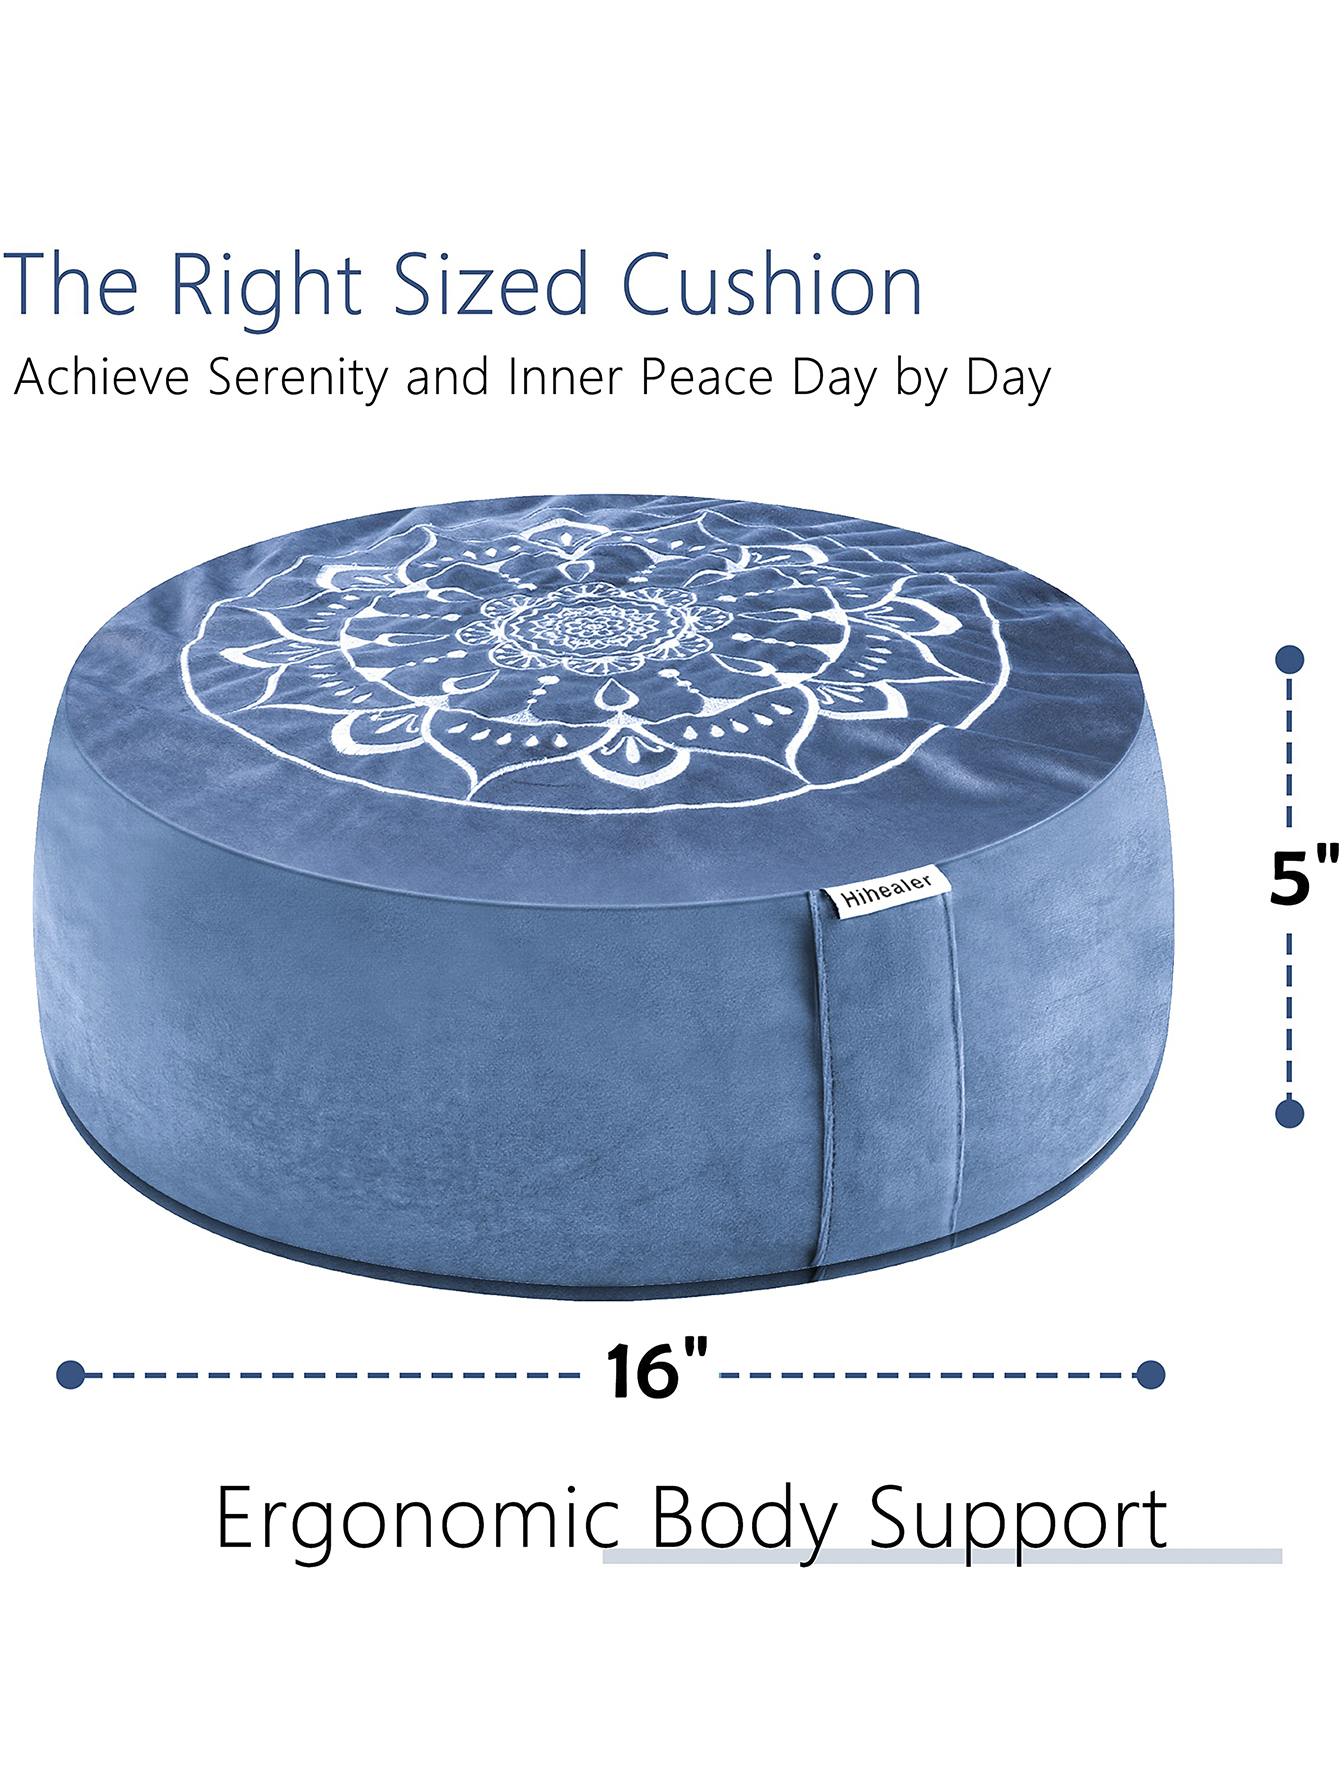 The Right Sized Cushion
Achieve Serenity and Inner Peace Day by Day
Hihealer
5"
16"
Ergonomic Body Support